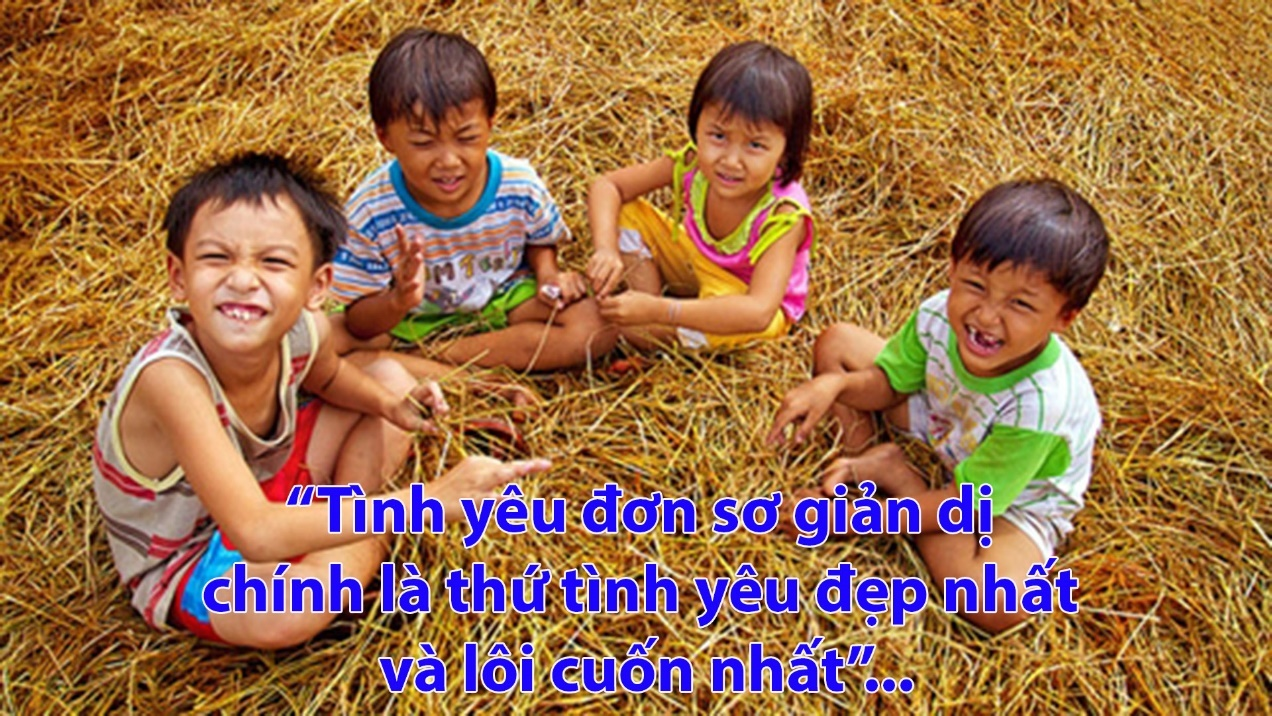 “Tình yêu đơn sơ giản dị
chính là thứ tình yêu đẹp nhất
và lôi cuốn nhất”...